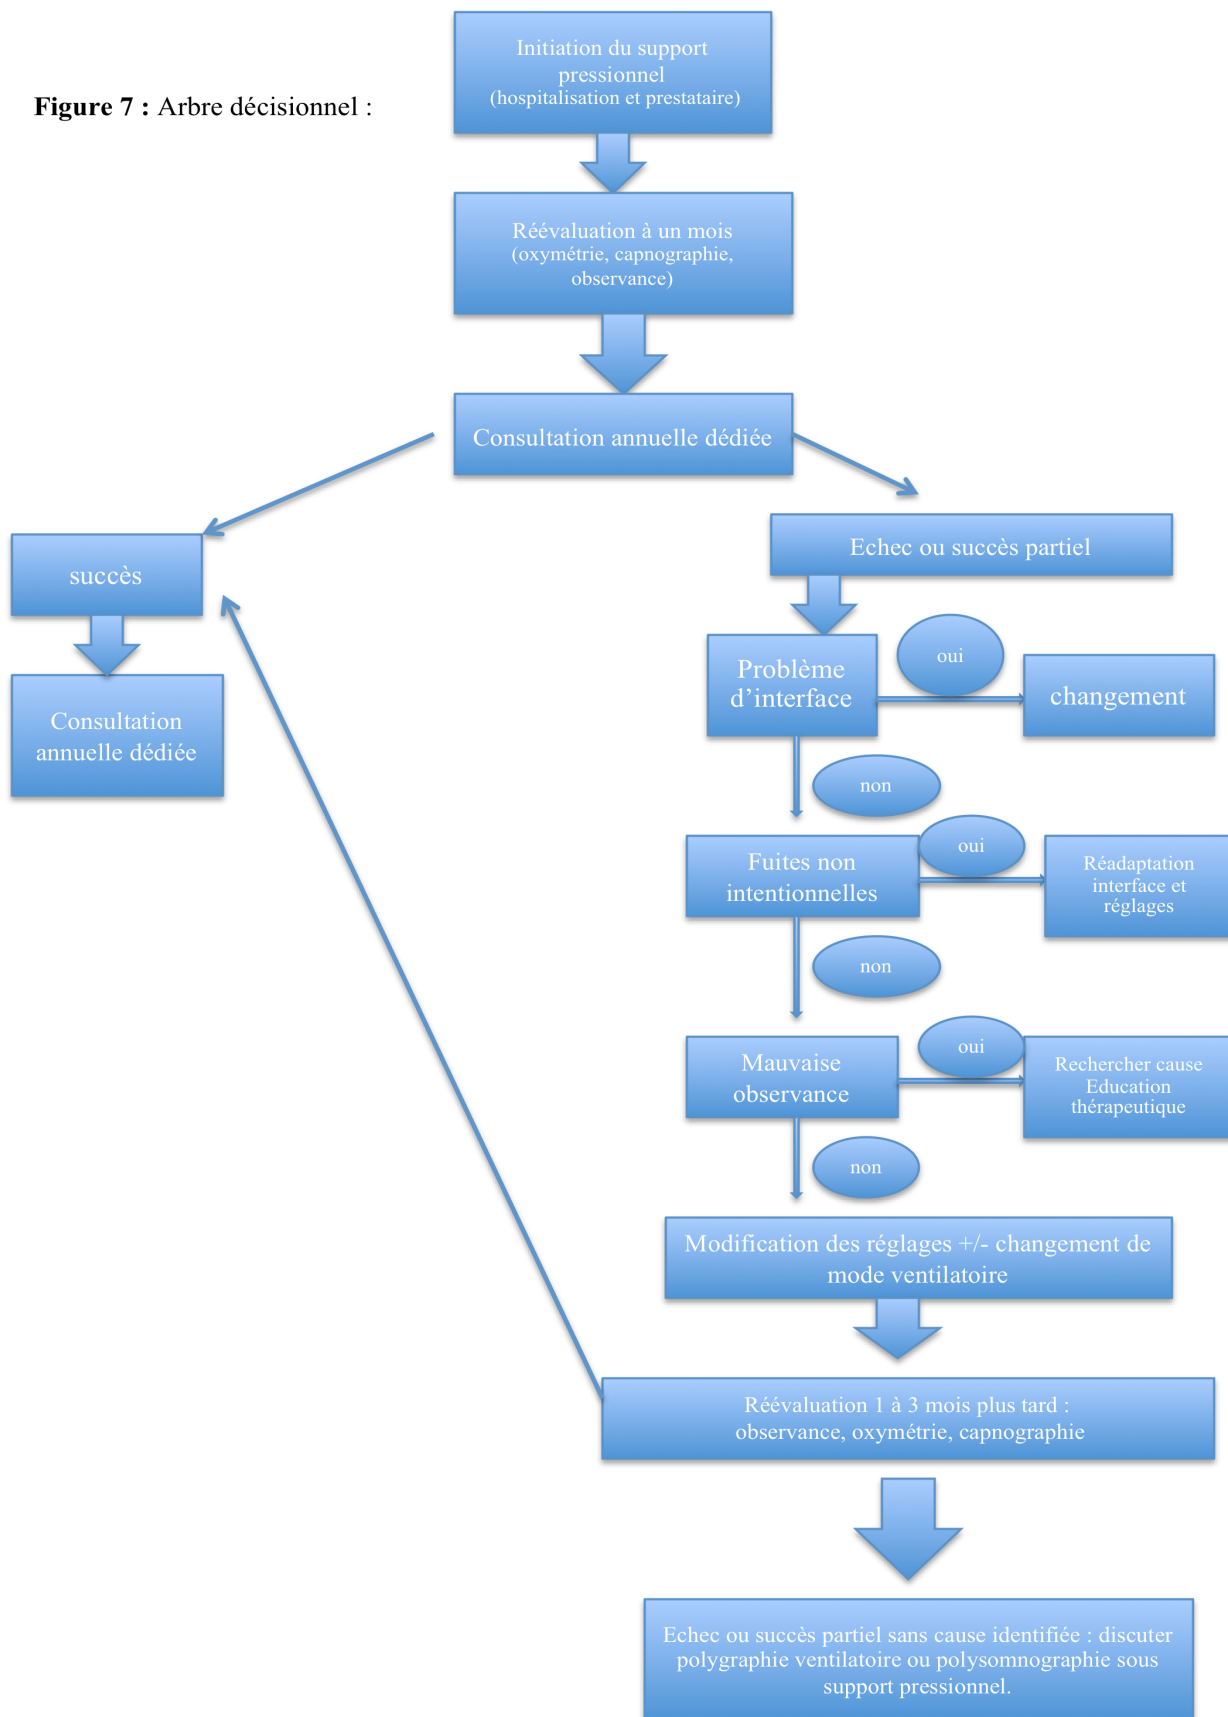 Initiation du support
pressionnel
(hospitalisation et prestataire)
Figure 7 : Arbre décisionnel :
Réévaluation à un mois
(oxymétrie, capnographie,
observance)
Consultation annuelle dédiée
succès
Consultation
annuelle dédiée
Echec ou succès partiel
Problème
d’interface
oui
changement
non
Fuites non
intentionnelles
oui
Réadaptation
interface et
réglages
non
Mauvaise
observance
oui
Rechercher cause
Education
thérapeutique
non
Modification des réglages +/- changement de
mode ventilatoire
Réévaluation 1 à 3 mois plus tard :
observance, oxymétrie, capnographie
Echec ou succès partiel sans cause identifiée : discuter
polygraphie ventilatoire ou polysomnographie sous
support pressionnel.